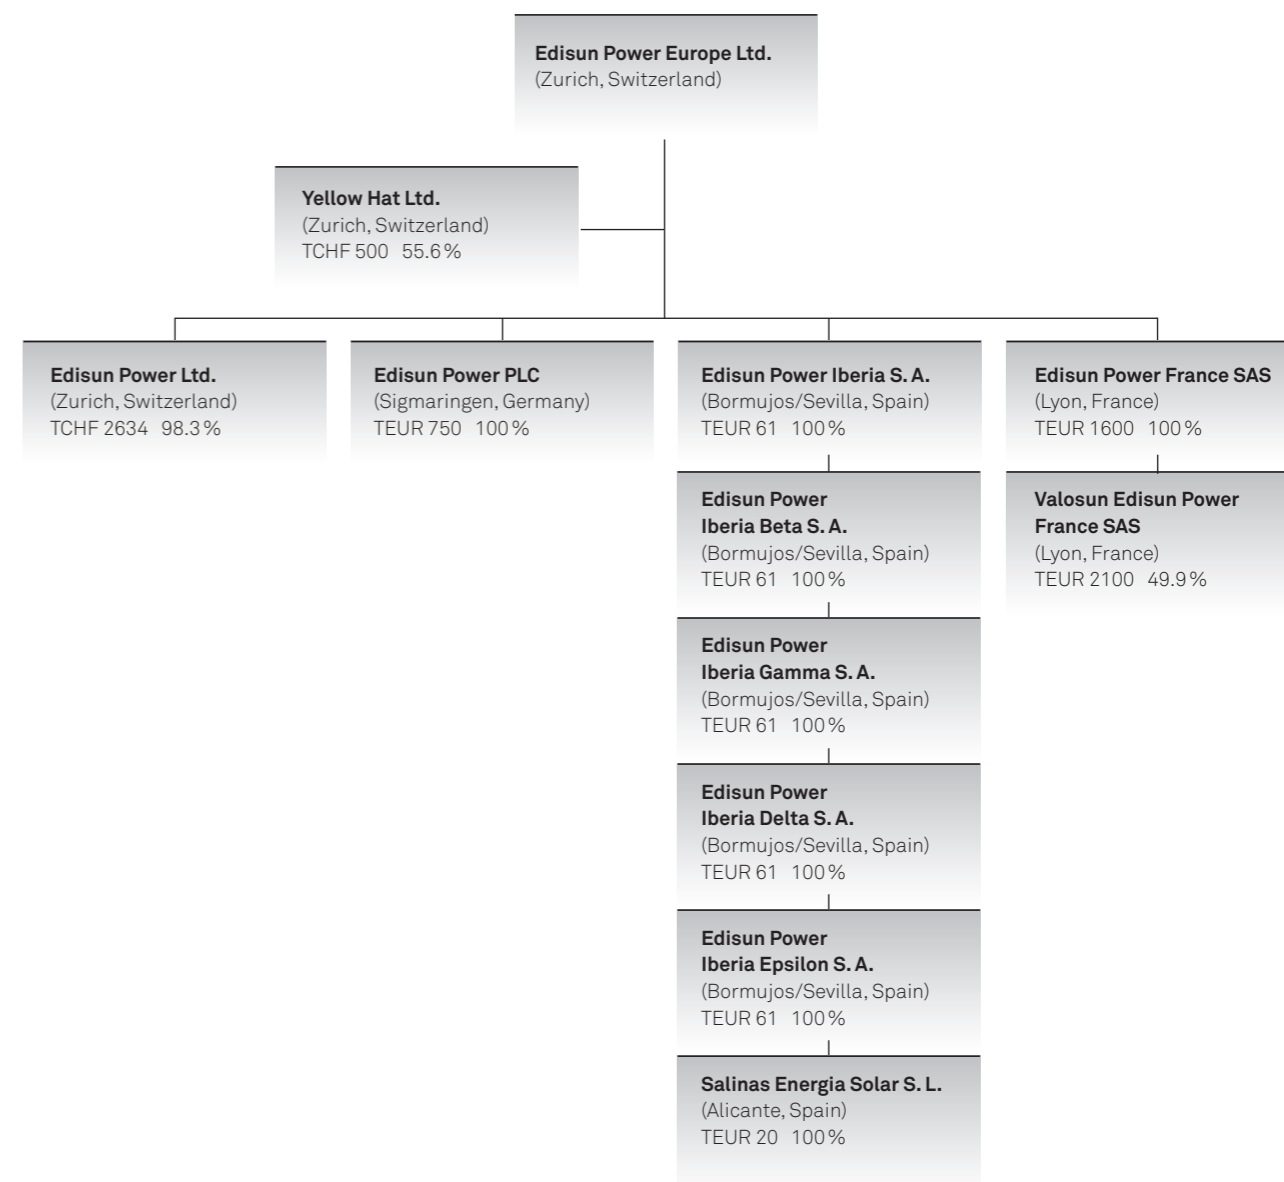 Edisun Power Europe Ltd.
(Zurich, Switzerland)
Yellow Hat Ltd.
(Zurich, Switzerland)
TCHF 500 55.6%
Edisun Power Ltd.
(Zurich, Switzerland)
TCHF 2634 98.3%
Edisun Power PLC
(Sigmaringen, Germany)
TEUR 750 100%
Edisun Power Iberia S. A.
(Bormujos/Sevilla, Spain)
TEUR 61 100%
Edisun Power France SAS
(Lyon, France)
TEUR 1600 100%
Edisun Power
Iberia Beta S. A.
(Bormujos/Sevilla, Spain)
TEUR 61 100%
Valosun Edisun Power
France SAS
(Lyon, France)
TEUR 2100 49.9%
Edisun Power
Iberia Gamma S. A.
(Bormujos/Sevilla, Spain)
TEUR 61 100%
Edisun Power
Iberia Delta S. A.
(Bormujos/Sevilla, Spain)
TEUR 61 100%
Edisun Power
Iberia Epsilon S. A.
(Bormujos/Sevilla, Spain)
TEUR 61 100%
Salinas Energia Solar S. L.
(Alicante, Spain)
TEUR 20 100%